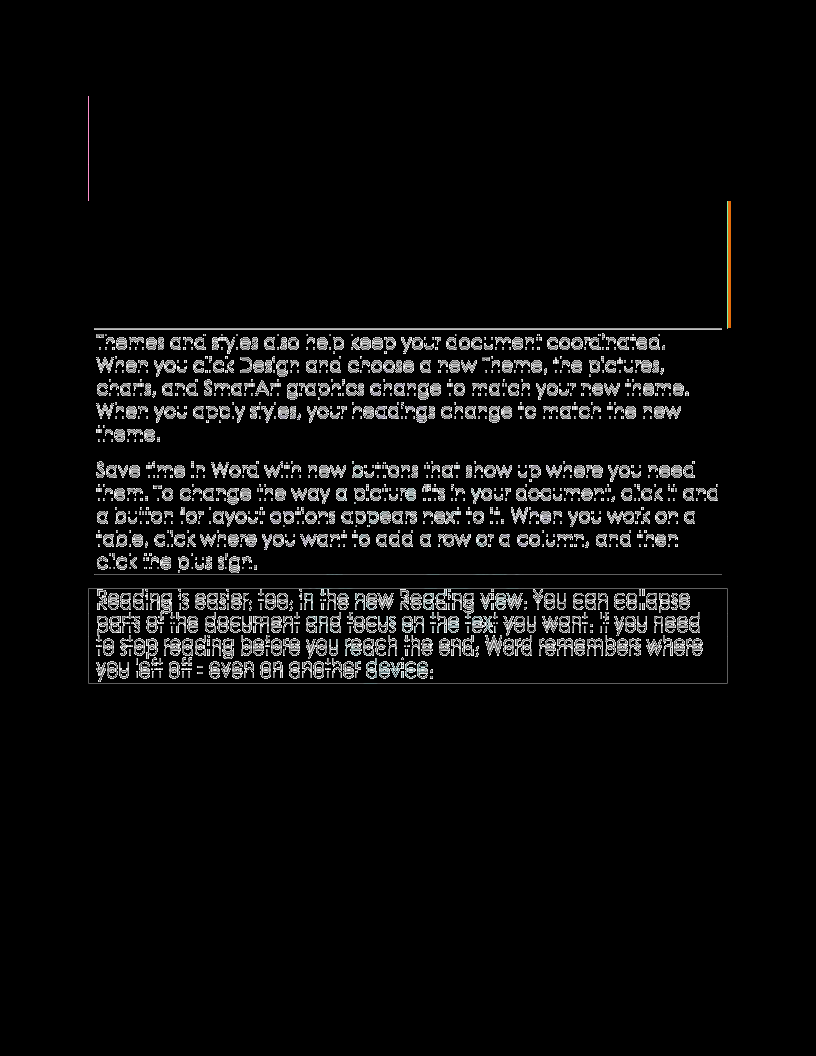 Themes and styles also help keep your document coordinated.
When you click Design and choose a new Theme, the pictures,
charts, and SmartArt graphics change to match your new theme.
When you apply styles, your headings change to match the new
theme.
Save time in Word with new buttons that show up where you need
them. To change the way a picture fits in your document, click it and
a button for layout options appears next to it. When you work on a
table, click where you want to add a row or a column, and then
click the plus sign.
Reading is easier, too, in the new Reading view. You can collapse
parts of the document and focus on the text you want. If you need
to stop reading before you reach the end, Word remembers where
you left off - even on another device.